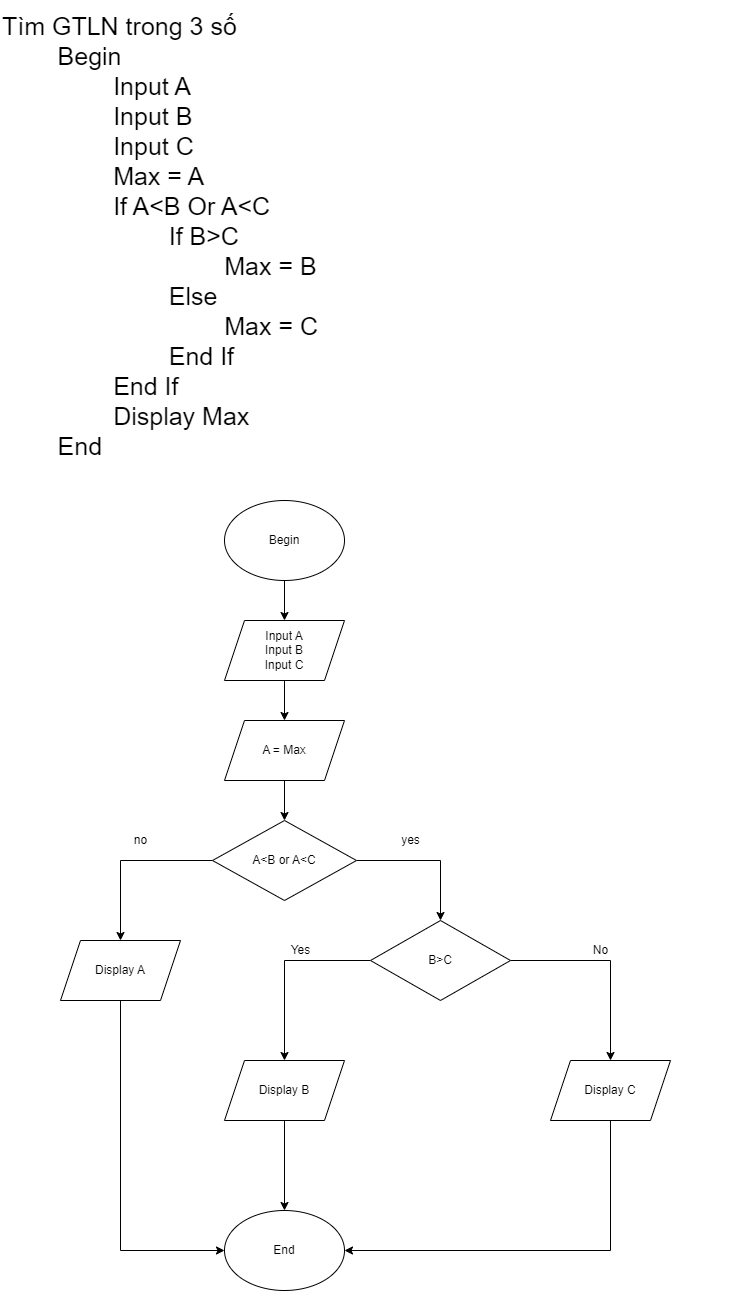 Tìm GTLN trong 3 số
Begin
Input A
Input B
Input C
Max = A
If A<B Or A<C
If B>C
Max = B
Else
Max = C
End If
End If
Display Max
End
Begin
Input A
Input B
Input C
A = Max
no
yes
A<B or A<C
Yes
No
B>C
Display A
Display B
Display C
End